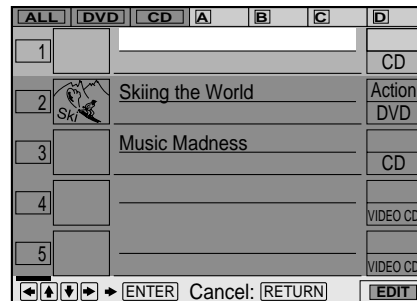 ALL DVD CD A B C D
1 CD
2 Ski Skiing the World Action DVD
3 Music Madness CD
4 VIDEO CD
5 VIDEO CD
ENTER Cancel: RETURN EDIT